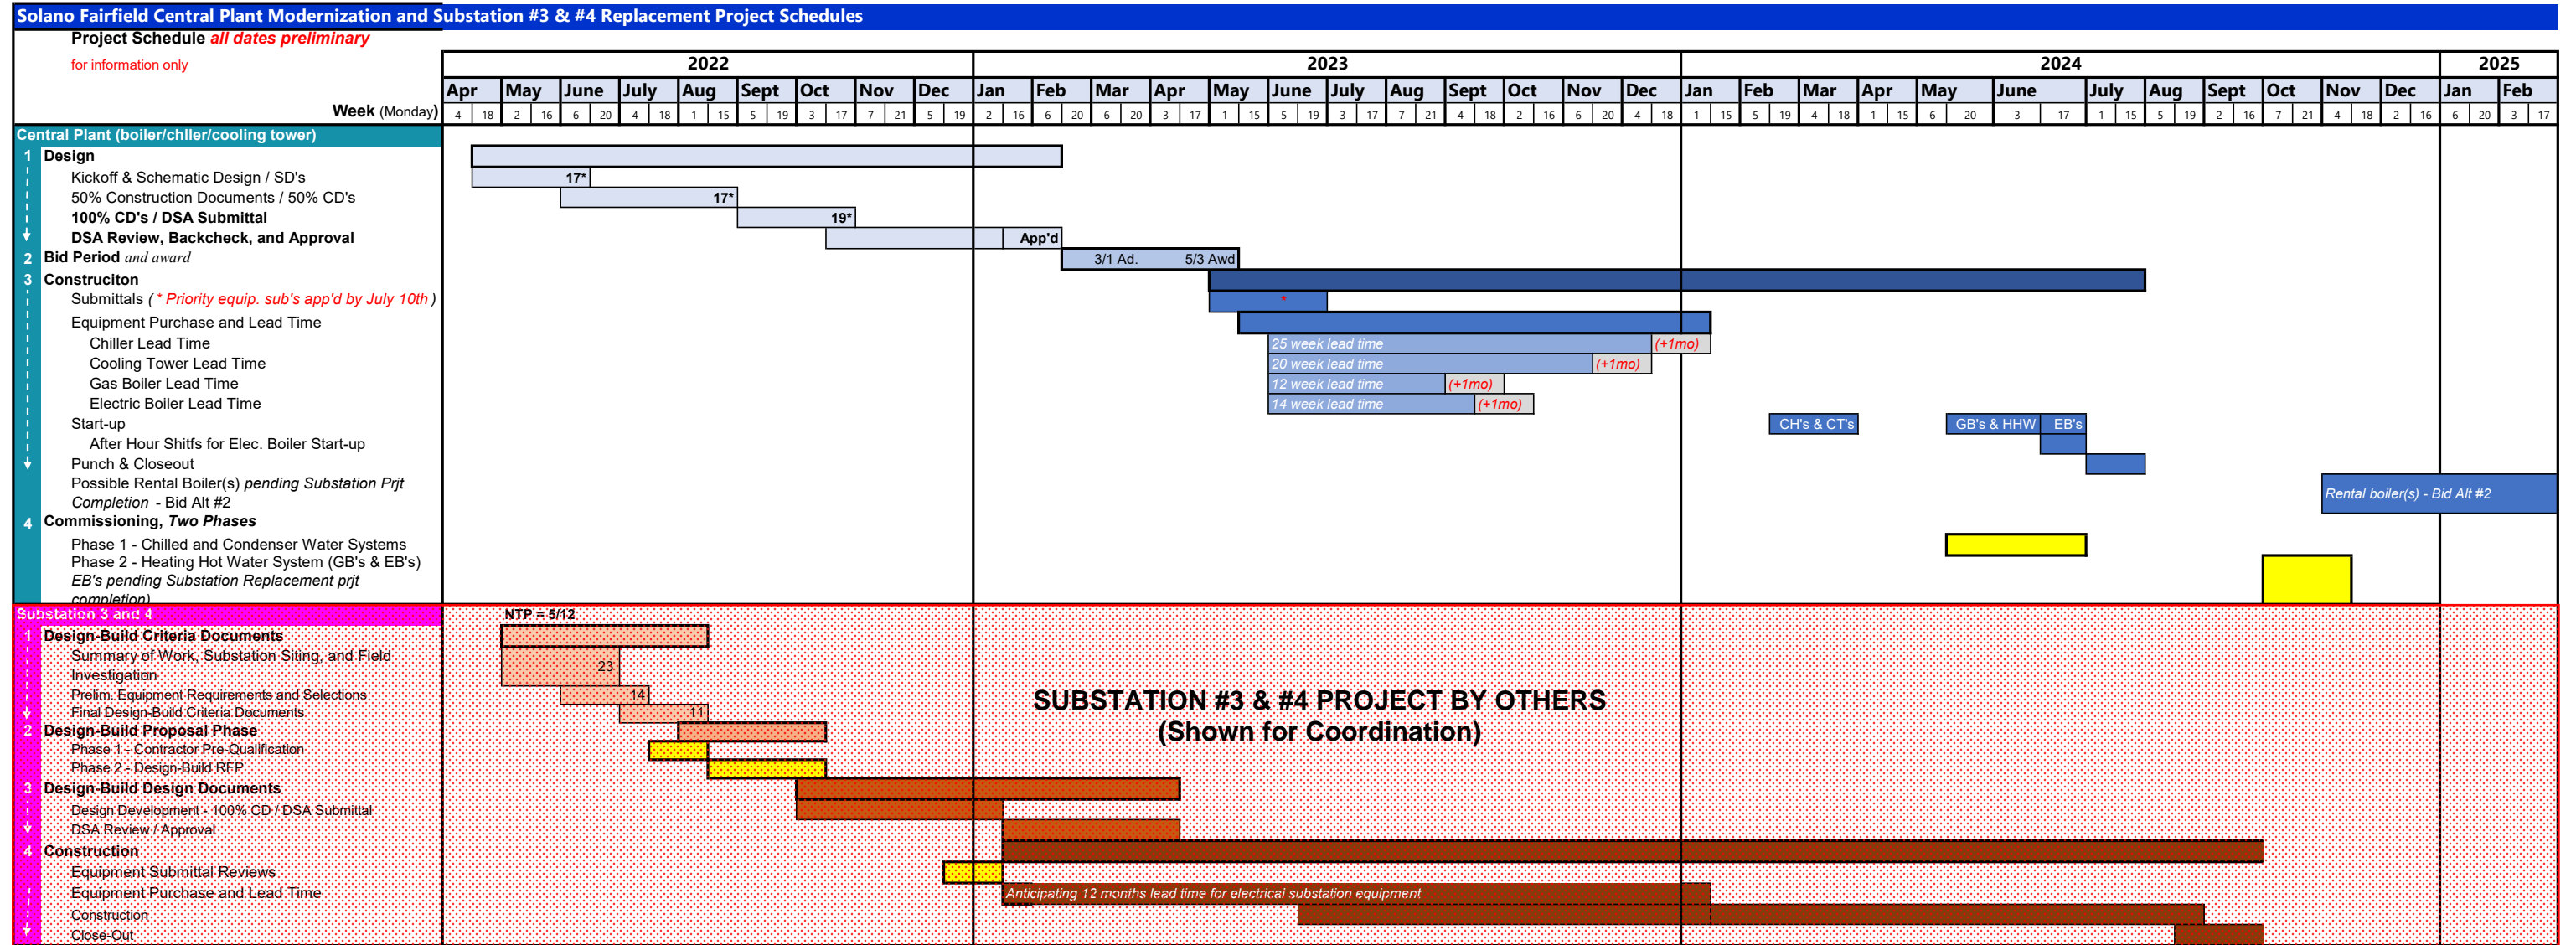 Solano Fairfield Central Plant Modernization and Substation #3 & #4 Replacement Project Schedules
Project Schedule all dates preliminary
for information only
2022 2023 2024 2025
Apr May June July Aug Sept Oct Nov Dec Jan Feb Mar Apr May June July Aug Sept Oct Nov Dec Jan Feb Mar Apr May June July Aug Sept Oct Nov Dec Jan Feb
Week (Monday) 4 18 2 16 6 20 4 18 1 15 5 19 3 17 7 21 5 19 2 16 6 20 6 20 3 17 1 15 5 19 3 17 7 21 4 18 2 16 6 20 4 18 1 15 5 19 4 18 1 15 6 20 3 17 1 15 5 19 2 16 7 21 4 18 2 16 6 20 3 17
Central Plant (boiler/chller/cooling tower)
1 Design
Kickoff & Schematic Design / SD's 17*
50% Construction Documents / 50% CD's 17*
100% CD's / DSA Submittal 19*
DSA Review, Backcheck, and Approval App'd
2 Bid Period and award 3/1 Ad. 5/3 Awd
3 Construciton
Submittals ( * Priority equip. sub's app'd by July 10th ) *
Equipment Purchase and Lead Time
Chiller Lead Time 25 week lead time (+1mo)
Cooling Tower Lead Time 20 week lead time (+1mo)
Gas Boiler Lead Time 12 week lead time (+1mo)
Electric Boiler Lead Time 14 week lead time (+1mo)
Start-up CH's & CT's GB's & HHW EB's
After Hour Shitfs for Elec. Boiler Start-up
Punch & Closeout
Possible Rental Boiler(s) pending Substation Prjt
Completion - Bid Alt #2 Rental boiler(s) - Bid Alt #2
4 Commissioning, Two Phases
Phase 1 - Chilled and Condenser Water Systems
Phase 2 - Heating Hot Water System (GB's & EB's)
EB's pending Substation Replacement prjt
completion)
Substation 3 and 4 NTP = 5/12
1 Design-Build Criteria Documents
Summary of Work, Substation Siting, and Field
Investigation 23
Prelim. Equipment Requirements and Selections 14
Final Design-Build Criteria Documents 11
SUBSTATION #3 & #4 PROJECT BY OTHERS
(Shown for Coordination)
2 Design-Build Proposal Phase
Phase 1 - Contractor Pre-Qualification
Phase 2 - Design-Build RFP
3 Design-Build Design Documents
Design Development - 100% CD / DSA Submittal
DSA Review / Approval
4 Construction
Equipment Submittal Reviews
Equipment Purchase and Lead Time Anticipating 12 months lead time for electrical substation equipment
Construction
Close-Out